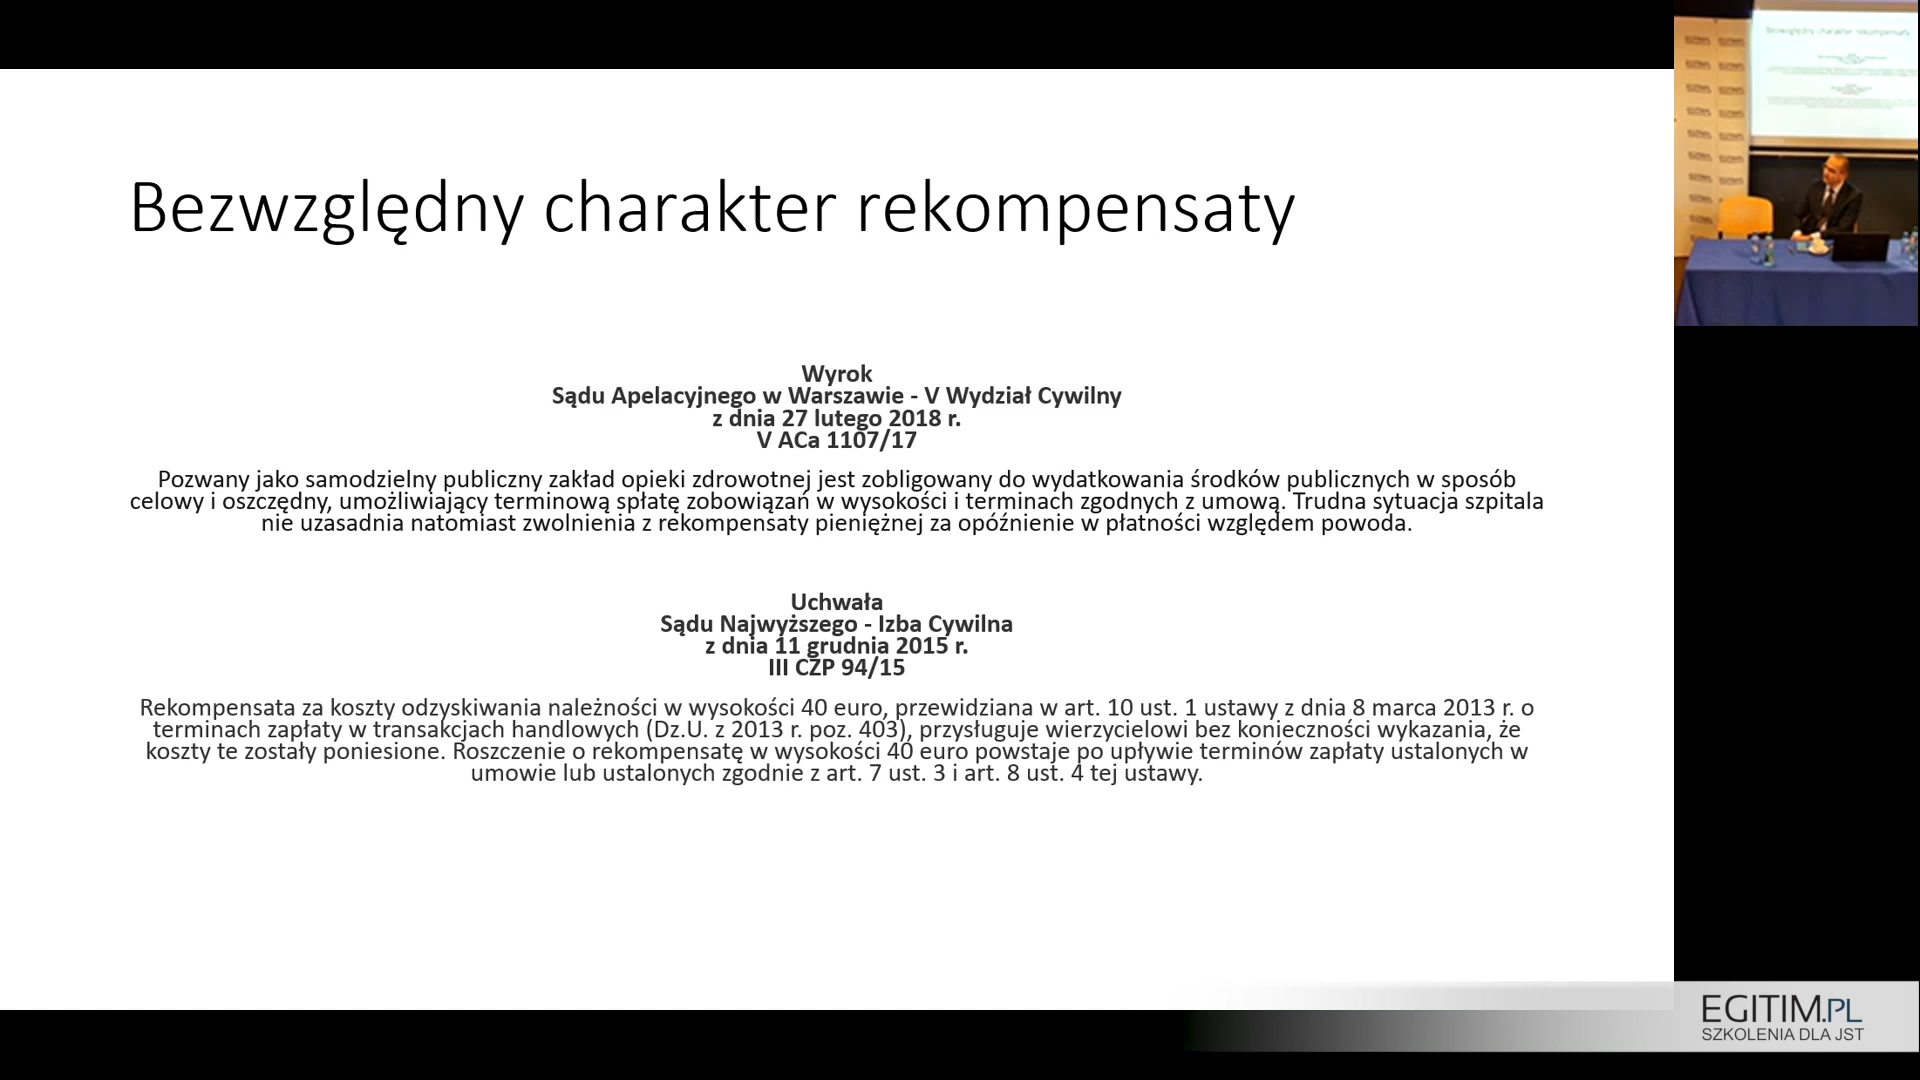 Bezwzględny charakter rekompensaty
Wyrok
Sądu Apelacyjnego w Warszawie - V Wydział Cywilny
z dnia 27 lutego 2018 r.
V ACa 1107/17
Pozwany jako samodzielny publiczny zakład opieki zdrowotnej jest zobligowany do wydatkowania środków publicznych w sposób
celowy i oszczędny, umożliwiający terminową spłatę zobowiązań w wysokości i terminach zgodnych z umową. Trudna sytuacja szpitala
nie uzasadnia natomiast zwolnienia z rekompensaty pieniężnej za opóźnienie w płatności względem powoda.
Uchwała
Sądu Najwyższego - Izba Cywilna
z dnia 11 grudnia 2015 r.
III CZP 94/15
Rekompensata za koszty odzyskiwania należności w wysokości 40 euro, przewidziana w art. 10 ust. 1 ustawy z dnia 8 marca 2013 r. o
terminach zapłaty w transakcjach handlowych (Dz.U. z 2013 r. poz. 403), przysługuje wierzycielowi bez konieczności wykazania, że
koszty te zostały poniesione. Roszczenie o rekompensatę w wysokości 40 euro powstaje po upływie terminów zapłaty ustalonych w
umowie lub ustalonych zgodnie z art. 7 ust. 3 i art. 8 ust. 4 tej ustawy.
Bezwzględny charakter rekompensaty
EGITIM.PL
SZKOLENIA DLA JST